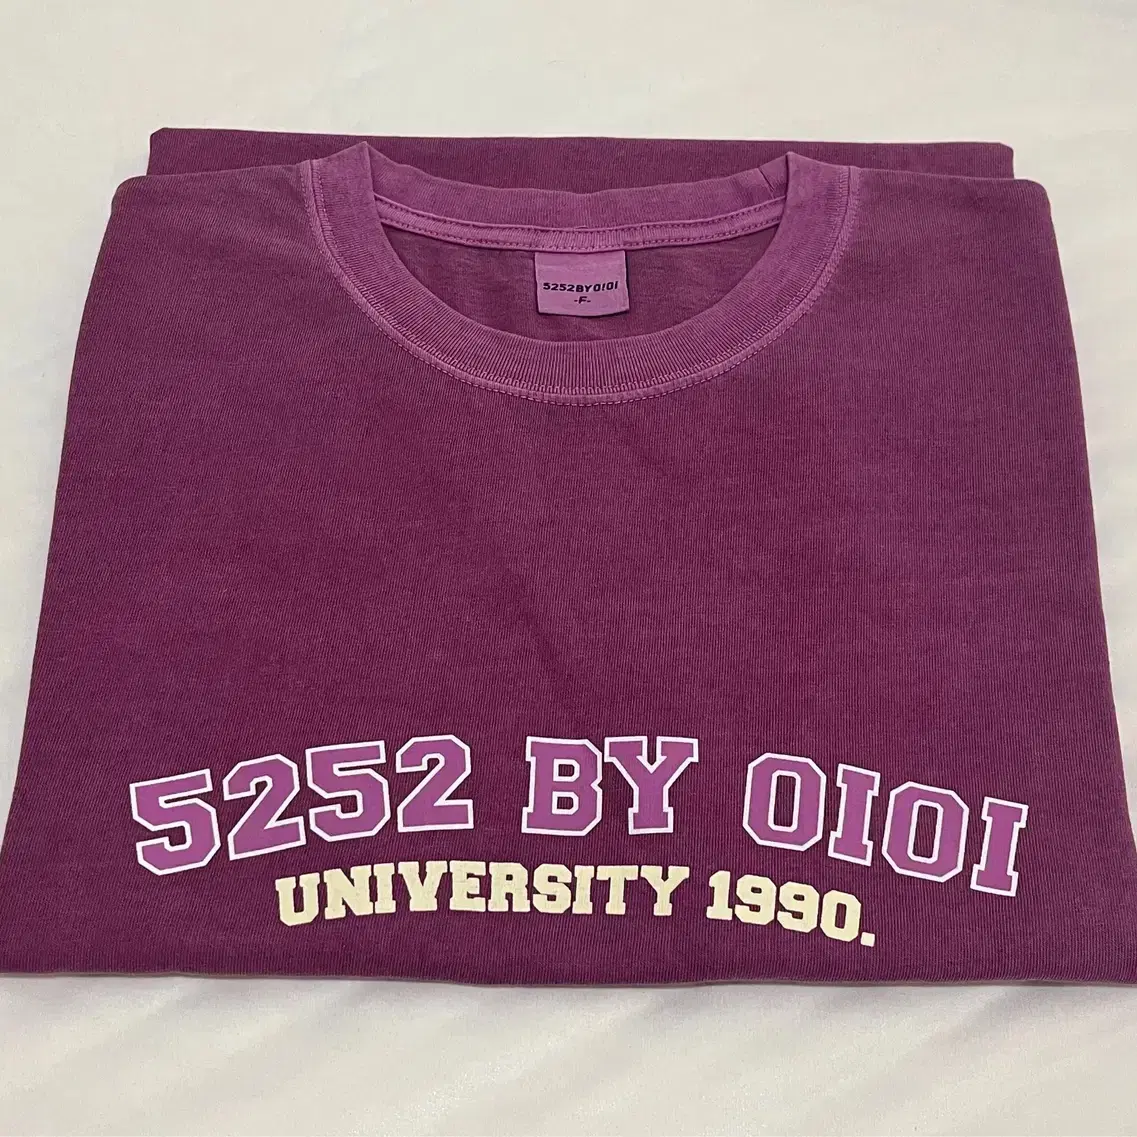 5252BYOIOI
-F-
5252 BY OIOI
UNIVERSITY 1990.